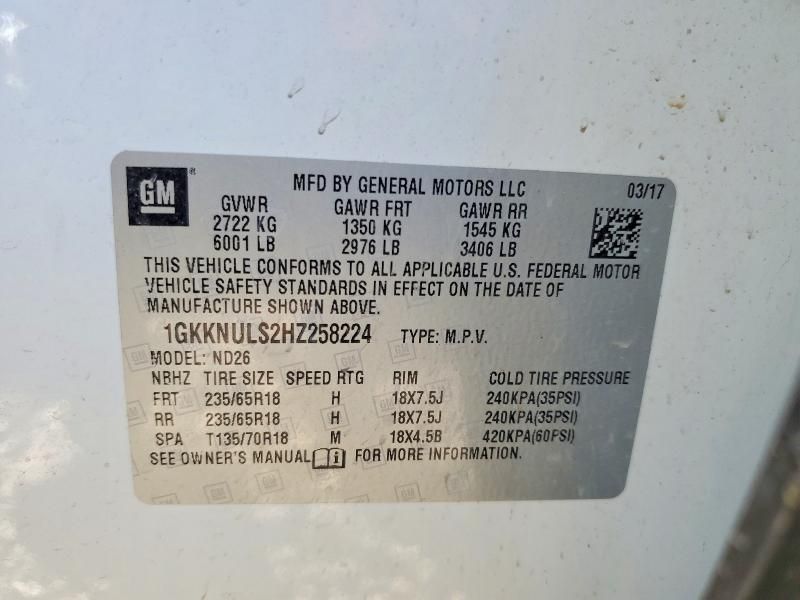 GM
MFD BY GENERAL MOTORS LLC 03/17
GVWR GAWR FRT GAWR RR
2722 KG 1350 KG 1545 KG
6001 LB 2976 LB 3406 LB
THIS VEHICLE CONFORMS TO ALL APPLICABLE U.S. FEDERAL MOTOR
VEHICLE SAFETY STANDARDS IN EFFECT ON THE DATE OF
MANUFACTURE SHOWN ABOVE.
1GKKNULS2HZ258224 TYPE: M.P.V.
MODEL: ND26
NBHZ TIRE SIZE SPEED RTG RIM COLD TIRE PRESSURE
FRT 235/65R18 H 18X7.5J 240KPA(35PSI)
RR 235/65R18 H 18X7.5J 240KPA(35PSI)
SPA T135/70R18 M 18X4.5B 420KPA(60PSI)
SEE OWNER'S MANUAL FOR MORE INFORMATION.